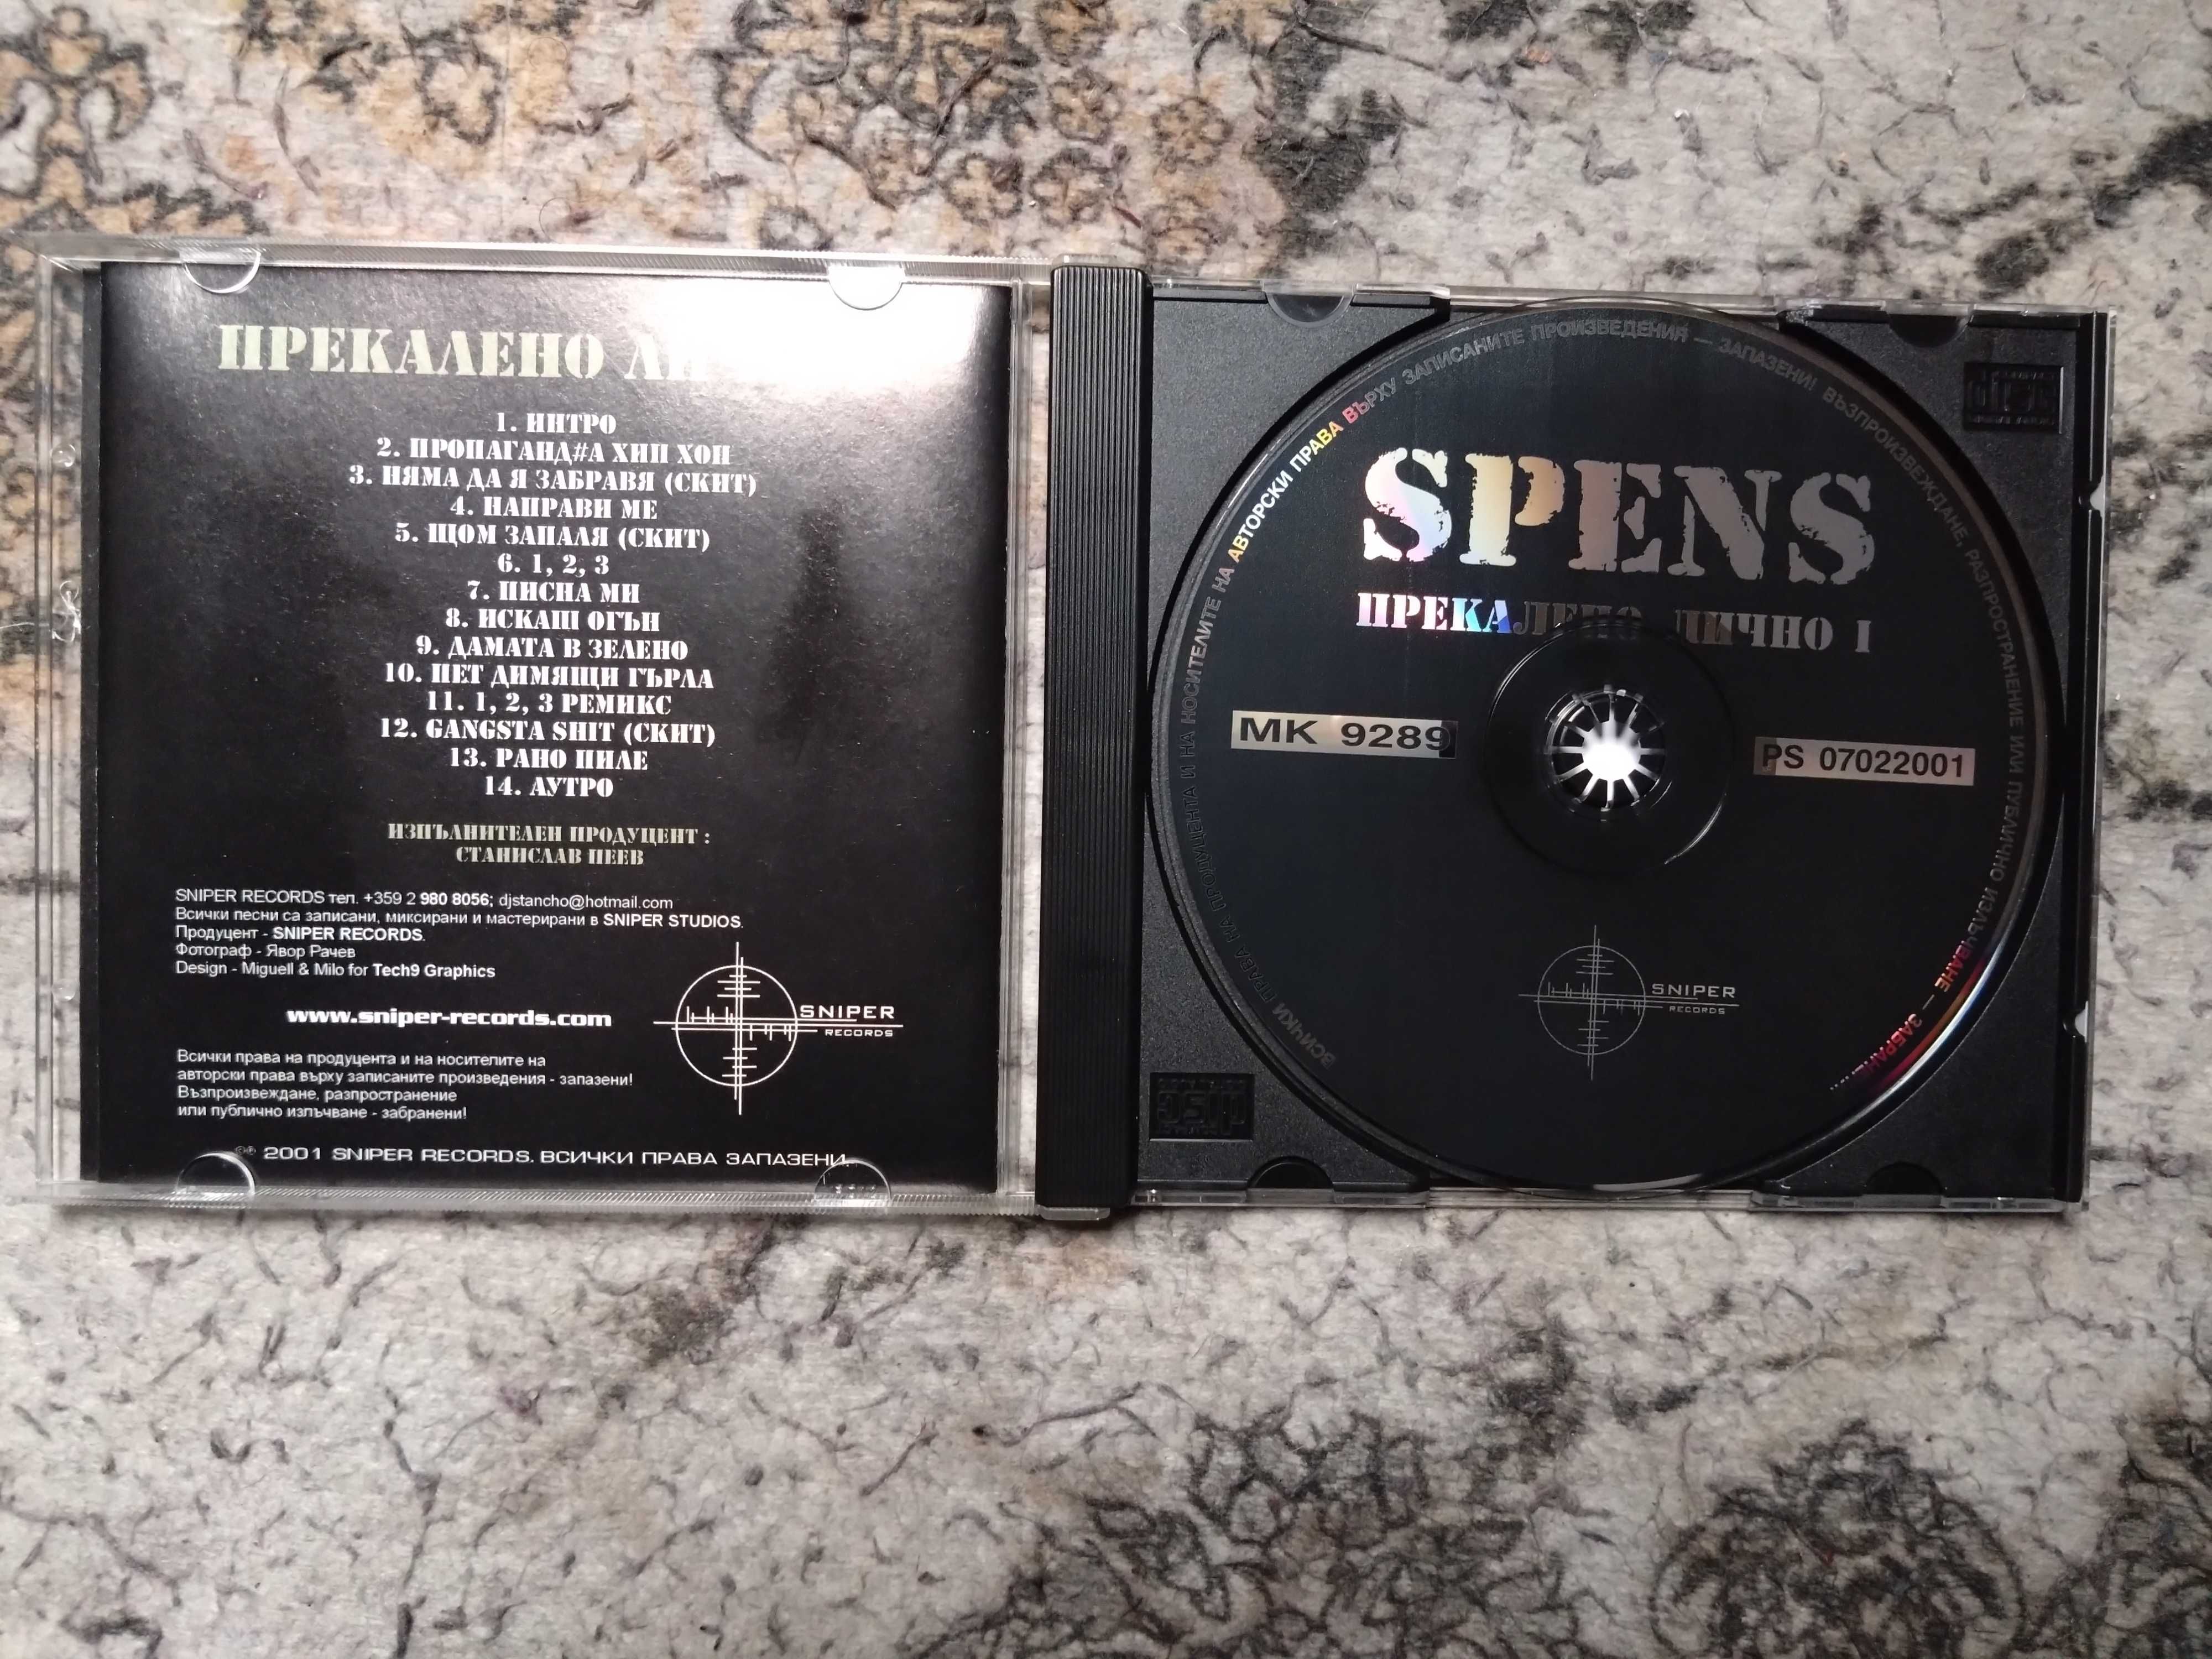 ПРЕКАЛЕНО
1. ИНТРО
2. ПРОПАГАНД#А ХИП ХОП
3. НЯМА ДА Я ЗАБРАВЯ (СКИТ)
4. НАПРАВИ МЕ
5. ЩОМ ЗАПАЛЯ (СКИТ)
6. 1, 2, 3
7. ПИСНА МИ
8. ИСКАШ ОГЪН
9. ДАМАТА В ЗЕЛЕНО
10. ПЕТ ДИМЯЩИ ГЪРЛА
11. 1, 2, 3 РЕМИКС
12. GANGSTA SHIT (СКИТ)
13. РАНО ПИЛЕ
14. АУТРО
ИЗПЪЛНИТЕЛЕН ПРОДУЦЕНТ :
СТАНИСЛАВ ПЕЕВ
SNIPER RECORDS тел. +359 2 980 8056; djstancho@hotmail.com
Всички песни са записани, миксирани и мастерирани в SNIPER STUDIOS.
Продуцент - SNIPER RECORDS.
Фотограф - Явор Рачев
Design - Miguell & Milo for Tech9 Graphics
www.sniper-records.com
SNIPER
RECORDS
Всички права на продуцента и на носителите на
авторски права върху записаните произведения - запазени!
Възпроизвеждане, разпространение
или публично излъчване - забранени!
©℗ 2001 SNIPER RECORDS. ВСИЧКИ ПРАВА ЗАПАЗЕНИ.
ВСИЧКИ ПРАВА НА ПРОДУЦЕНТА И НА НОСИТЕЛИТЕ НА АВТОРСКИ ПРАВА ВЪРХУ ЗАПИСАНИТЕ ПРОИЗВЕДЕНИЯ — ЗАПАЗЕНИ! ВЪЗПРОИЗВЕЖДАНЕ, РАЗПРОСТРАНЕНИЕ ИЛИ ПУБЛИЧНО ИЗЛЪЧВАНЕ — ЗАБРАНЕНИ!
SPENS
ПРЕКАЛЕНО ЛИЧНО I
МК 9289
PS 07022001
SNIPER
RECORDS